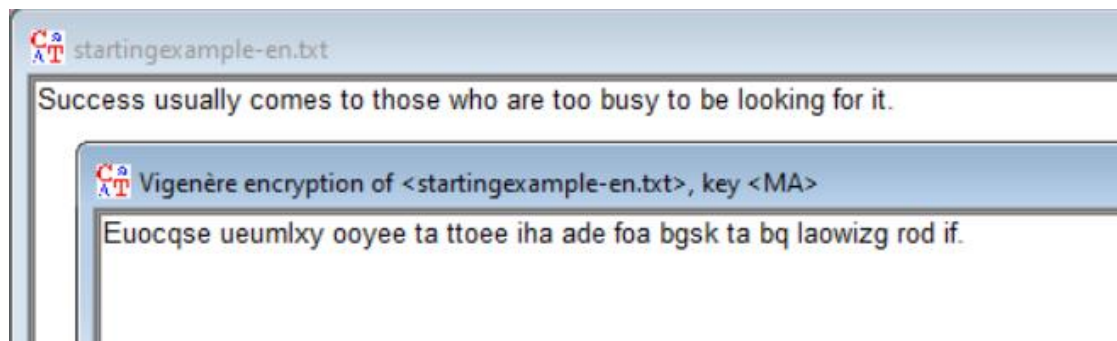 startingexample-en.txt
Success usually comes to those who are too busy to be looking for it.
Vigenère encryption of <startingexample-en.txt>, key <MA>
Euocqse ueumlxy ooyee ta ttoee iha ade foa bgsk ta bq laowizg rod if.